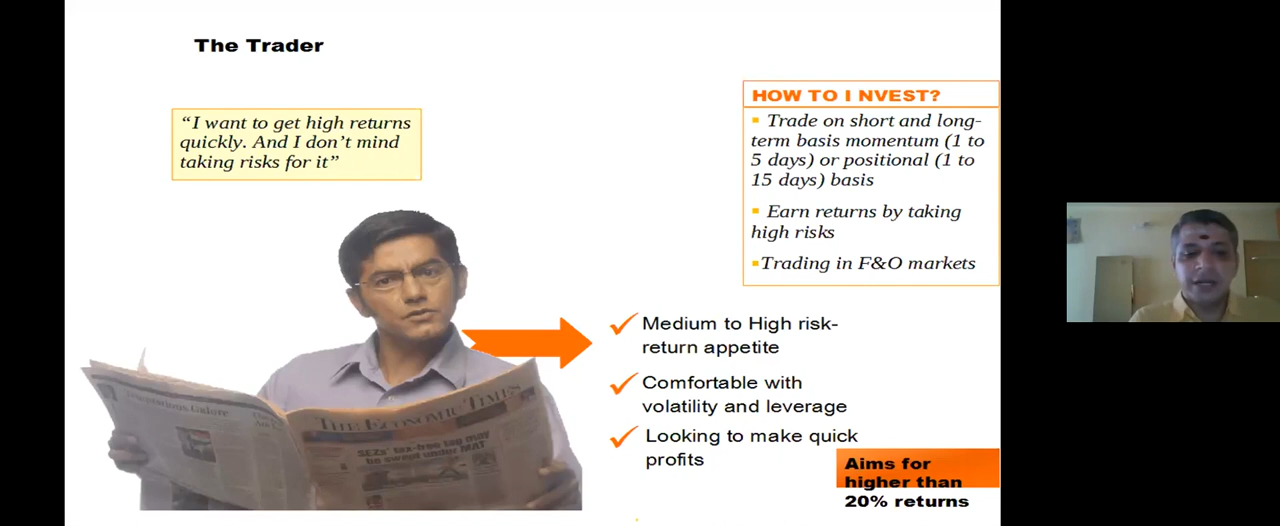 The Trader
“I want to get high returns
quickly. And I don’t mind
taking risks for it”
HOW TO I NVEST?
Trade on short and long-
term basis momentum (1 to
5 days) or positional (1 to
15 days) basis
Earn returns by taking
high risks
Trading in F&O markets
Medium to High risk-
return appetite
Comfortable with
volatility and leverage
Looking to make quick
profits
Aims for
higher than
20% returns
THE ECONOMIC TIMES
SEZs' tax-free tag may
be swept under MAT